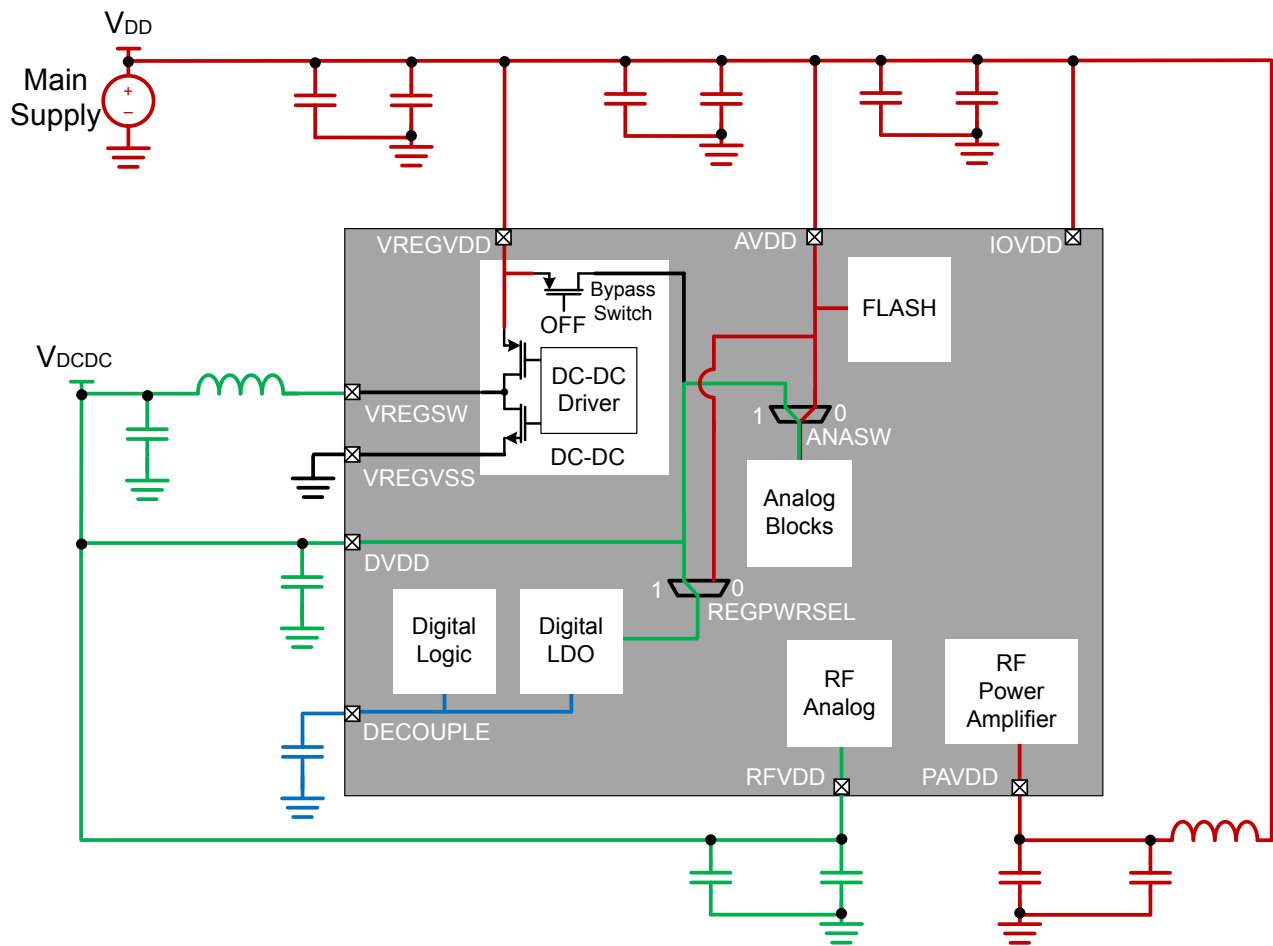 VDD
Main
Supply
+
–
VREGVDD
AVDD
IOVDD
Bypass
Switch
OFF
FLASH
VDCDC
DC-DC
Driver
VREGSW
1
0
ANASW
DC-DC
VREGVSS
Analog
Blocks
DVDD
1
0
REGPWRSEL
Digital
Logic
Digital
LDO
RF
Analog
RF
Power
Amplifier
DECOUPLE
RFVDD
PAVDD